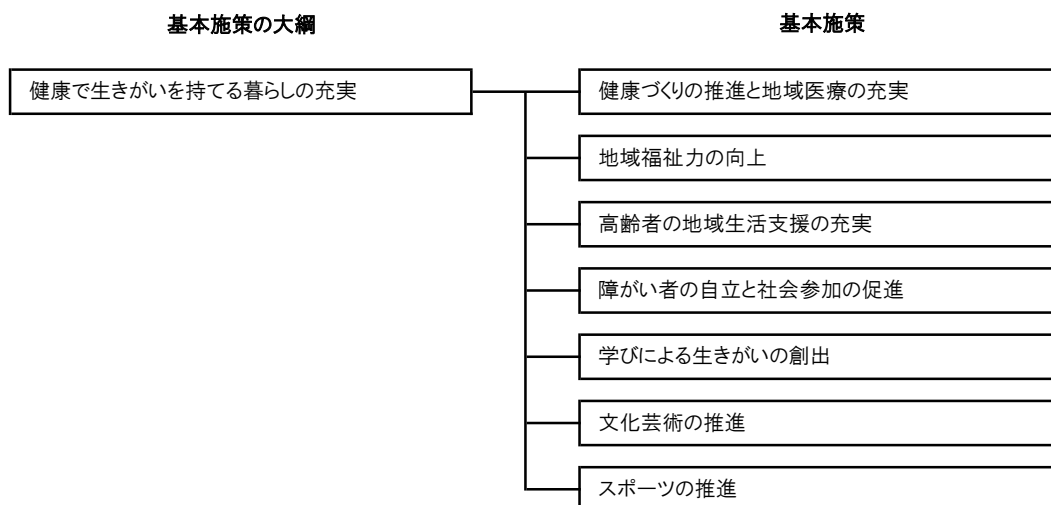 基本施策の大綱
基本施策
健康で生きがいを持てる暮らしの充実
健康づくりの推進と地域医療の充実
地域福祉力の向上
高齢者の地域生活支援の充実
障がい者の自立と社会参加の促進
学びによる生きがいの創出
文化芸術の推進
スポーツの推進